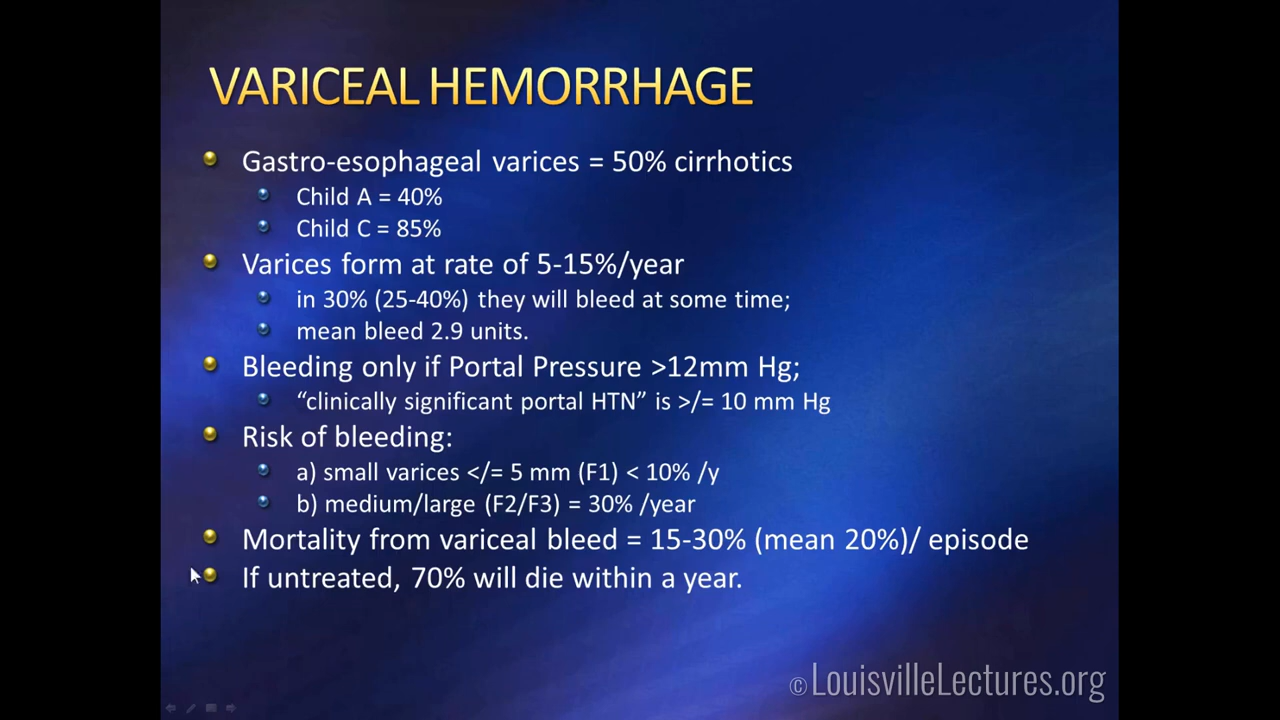 VARICEAL HEMORRHAGE
Gastro-esophageal varices = 50% cirrhotics
Child A = 40%
Child C = 85%
Varices form at rate of 5-15%/year
in 30% (25-40%) they will bleed at some time;
mean bleed 2.9 units.
Bleeding only if Portal Pressure >12mm Hg;
“clinically significant portal HTN” is >/= 10 mm Hg
Risk of bleeding:
a) small varices </= 5 mm (F1) < 10% /y
b) medium/large (F2/F3) = 30% /year
Mortality from variceal bleed = 15-30% (mean 20%)/ episode
If untreated, 70% will die within a year.
© LouisvilleLectures.org